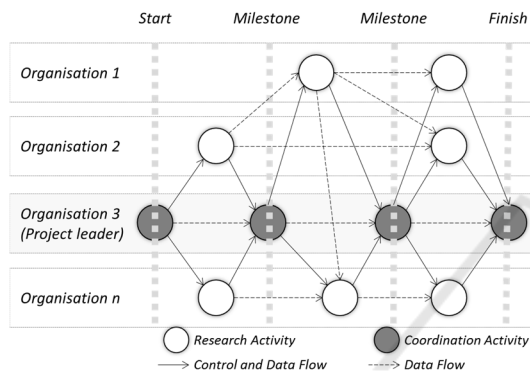 Start Milestone Milestone Finish
Organisation 1
Organisation 2
Organisation 3
(Project leader)
Organisation n
Research Activity Coordination Activity
Control and Data Flow Data Flow